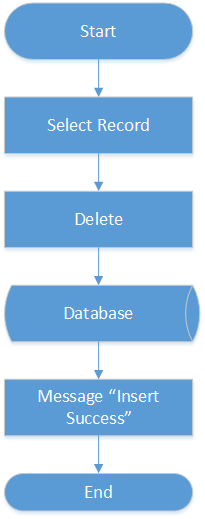 Start
Select Record
Delete
Database
Message “Insert
Success”
End